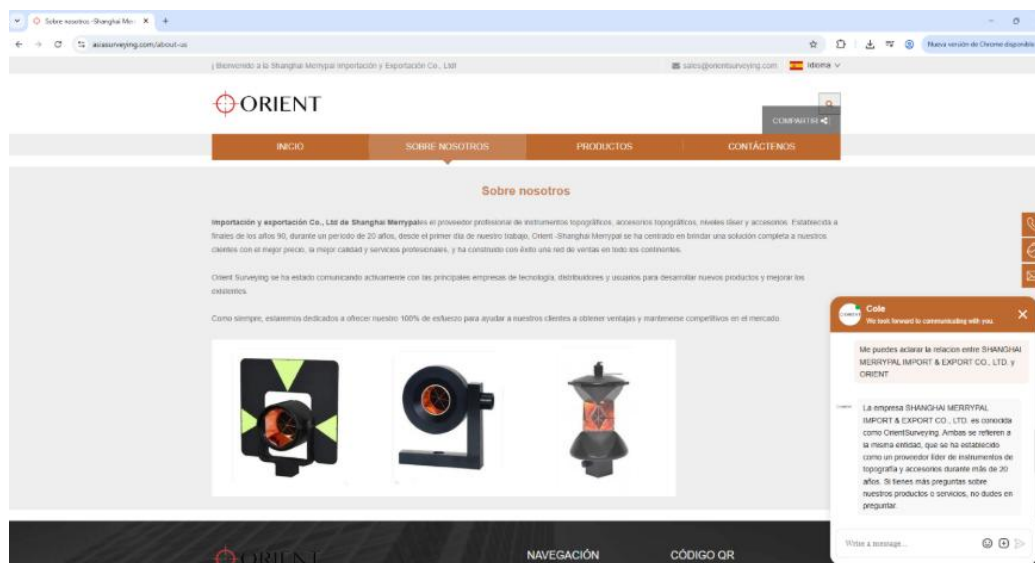 Sobre nosotros -Shanghai Mer
asiasurveying.com/about-us
Nueva versión de Chrome disponible
¡ Bienvenido a la Shanghai Merrypal Importación y Exportación Co., Ltd!
sales@orientsurveying.com
Idioma
ORIENT
COMPARTIR
INICIO
SOBRE NOSOTROS
PRODUCTOS
CONTÁCTENOS
Sobre nosotros
Importación y exportación Co., Ltd de Shanghai Merrypales el proveedor profesional de instrumentos topográficos, accesorios topográficos, niveles láser y accesorios. Establecida a
finales de los años 90, durante un período de 20 años, desde el primer día de nuestro trabajo, Orient -Shanghai Merrypal se ha centrado en brindar una solución completa a nuestros
clientes con el mejor precio, la mejor calidad y servicios profesionales, y ha construido con éxito una red de ventas en todo los continentes.
Orient Surveying se ha estado comunicando activamente con las principales empresas de tecnología, distribuidores y usuarios para desarrollar nuevos productos y mejorar los
existentes.
Como siempre, estaremos dedicados a ofrecer nuestro 100% de esfuerzo para ayudar a nuestros clientes a obtener ventajas y mantenerse competitivos en el mercado.
Cole
We look forward to communicating with you.
Me puedes aclarar la relacion entre SHANGHAI
MERRYPAL IMPORT & EXPORT CO., LTD. y
ORIENT
La empresa SHANGHAI MERRYPAL
IMPORT & EXPORT CO., LTD. es conocida
como OrientSurveying. Ambas se refieren a
la misma entidad, que se ha establecido
como un proveedor líder de instrumentos de
topografía y accesorios durante más de 20
años. Si tienes más preguntas sobre
nuestros productos o servicios, no dudes en
preguntar.
Write a message...
ORIENT
NAVEGACIÓN
CÓDIGO QR